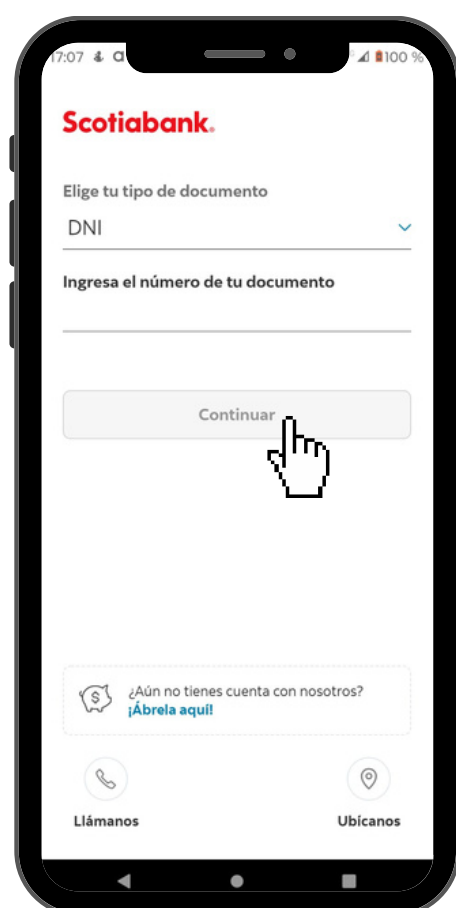 17:07
100 %
Scotiabank.
Elige tu tipo de documento
DNI
Ingresa el número de tu documento
Continuar
¿Aún no tienes cuenta con nosotros?
¡Ábrela aquí!
Llámanos
Ubícanos